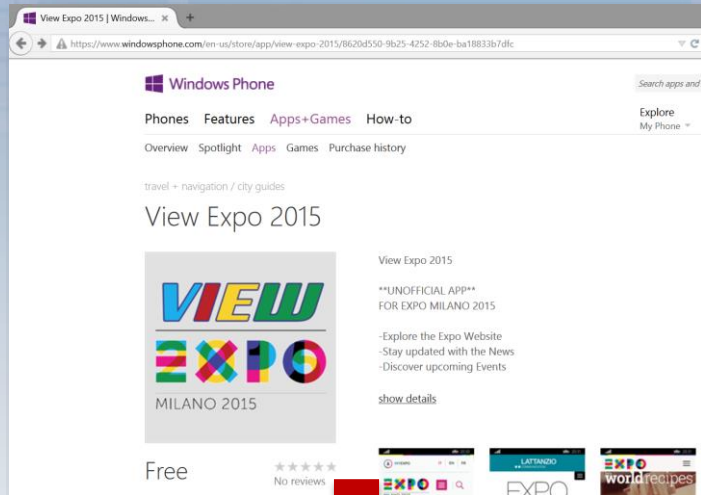 View Expo 2015 | Windows... × +
https://www.windowsphone.com/en-us/store/app/view-expo-2015/8620d550-9b25-4252-8b0e-ba18833b7dfc
Windows Phone
Search apps and
Phones Features Apps+Games How-to
Explore
My Phone
Overview Spotlight Apps Games Purchase history
travel + navigation / city guides
View Expo 2015
VIEW
EXPO
MILANO 2015
View Expo 2015
**UNOFFICIAL APP**
FOR EXPO MILANO 2015
-Explore the Expo Website
-Stay updated with the News
-Discover upcoming Events
show details
Free
No reviews
EXPO
LATTANZIO
EXPO
EXPO
worldrecipes